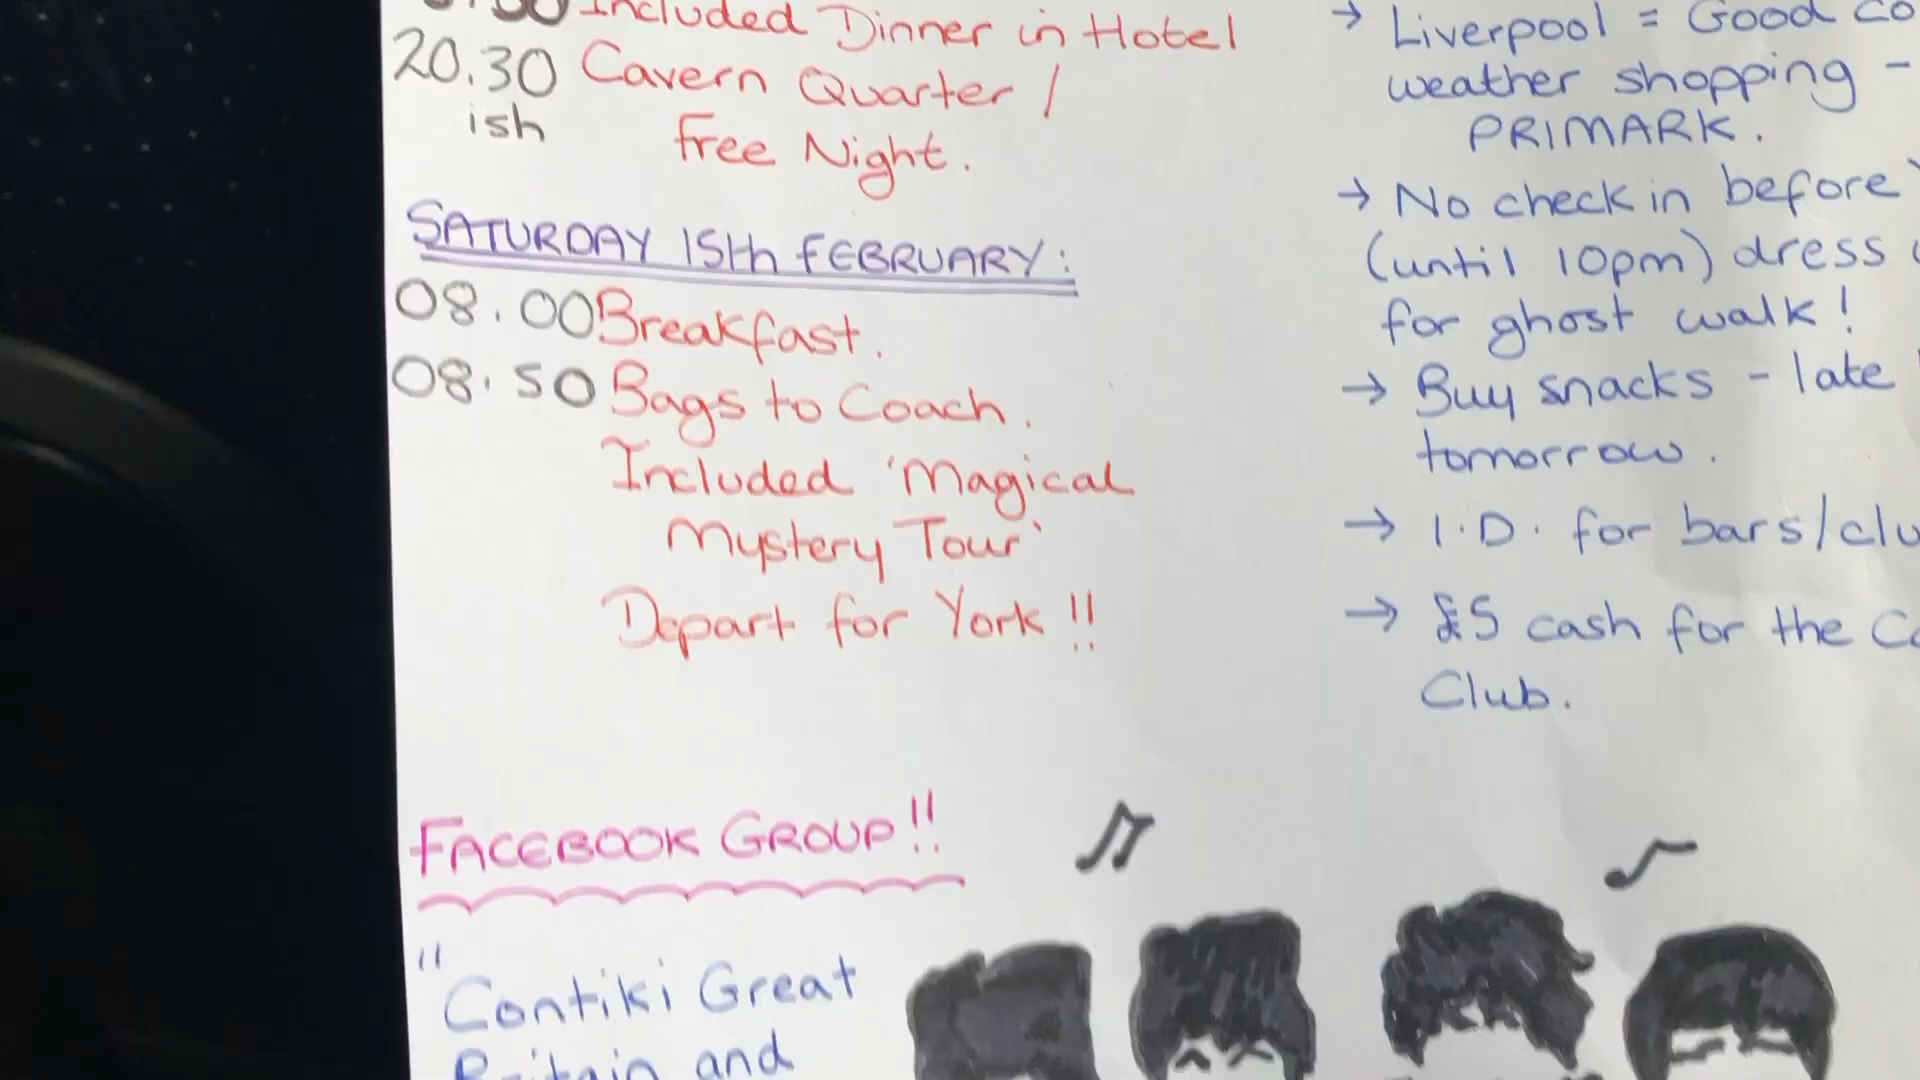 Included Dinner in Hotel
20.30 Cavern Quarter /
ish Free Night.
SATURDAY 15th FEBRUARY:
08.00 Breakfast.
08.50 Bags to Coach.
Included 'Magical
Mystery Tour'
Depart for York !!
FACEBOOK GROUP!!
"Contiki Great
Britain and
→ Liverpool = Good
weather shopping -
PRIMARK.
→ No check in before
(until 10pm) dress
for ghost walk!
→ Buy snacks - late
tomorrow.
→ I.D. for bars/
→ £5 cash for the
Club.